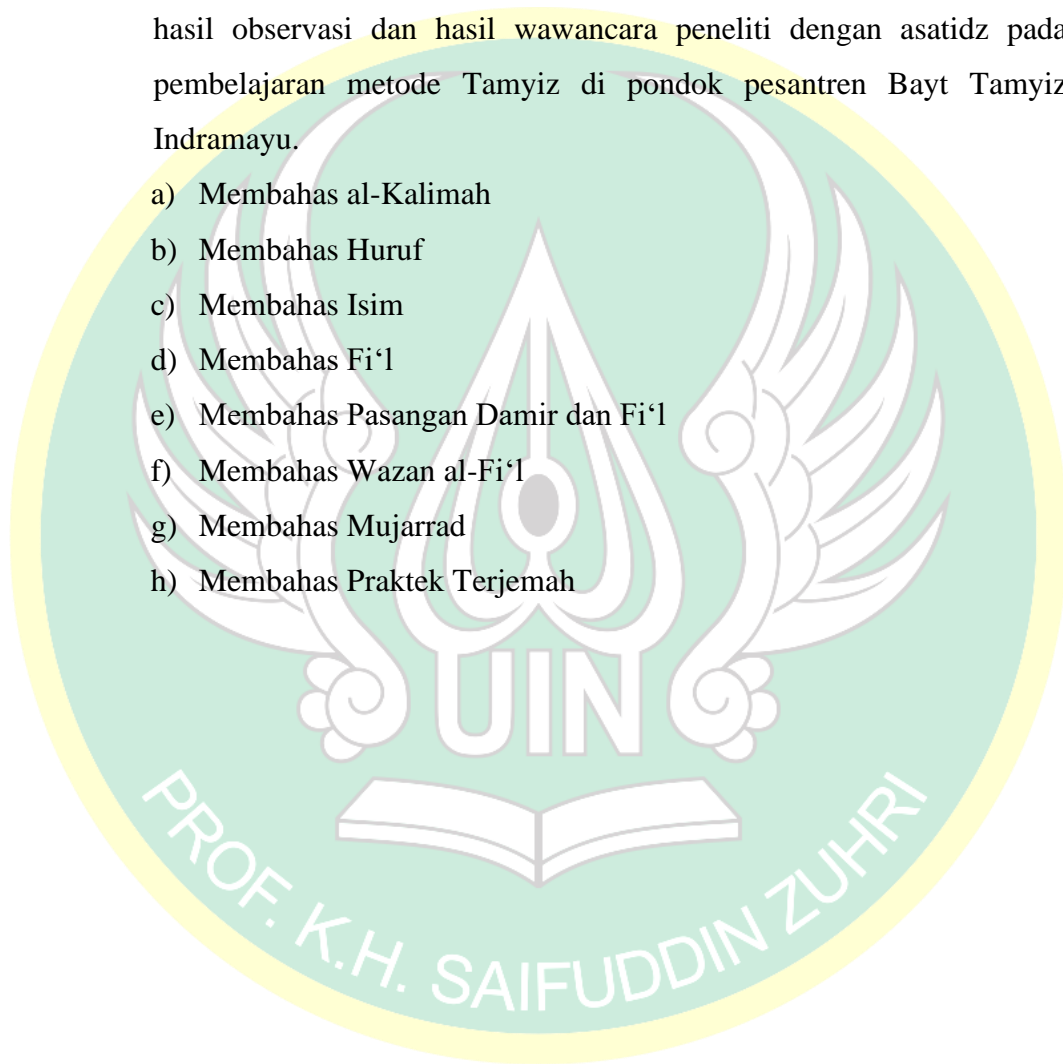 hasil observasi dan hasil wawancara peneliti dengan asatidz pada
pembelajaran metode Tamyiz di pondok pesantren Bayt Tamyiz
Indramayu.
a) Membahas al-Kalimah
b) Membahas Huruf
c) Membahas Isim
d) Membahas Fi‘l
e) Membahas Pasangan Damir dan Fi‘l
f) Membahas Wazan al-Fi‘l
g) Membahas Mujarrad
h) Membahas Praktek Terjemah
UIN
PROF. K.H. SAIFUDDIN ZUHRI